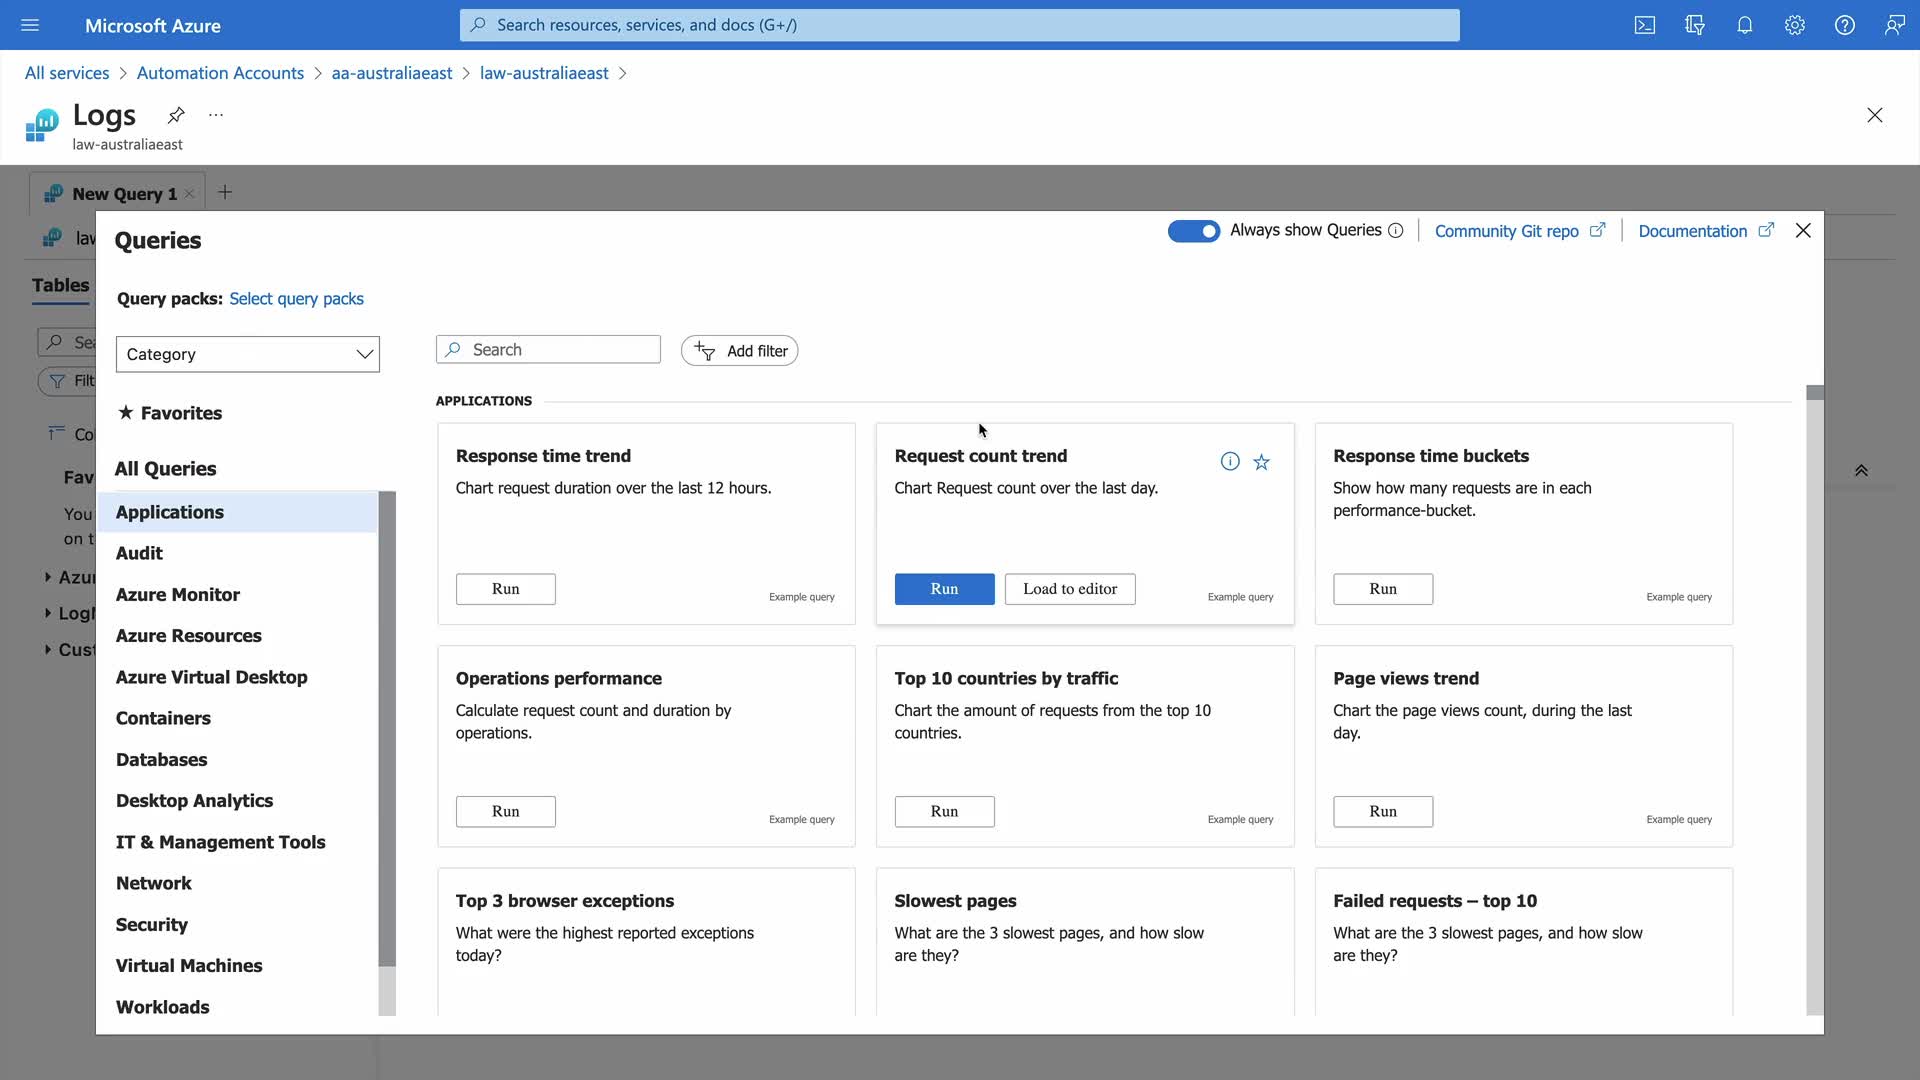 Microsoft Azure
Search resources, services, and docs (G+/)
All services > Automation Accounts > aa-australiaeast > law-australiaeast >
Logs
law-australiaeast
New Query 1
Queries
Always show Queries
Community Git repo
Documentation
Tables
Query packs: Select query packs
Category
Search
Add filter
Favorites
All Queries
Applications
Audit
Azure Monitor
Azure Resources
Azure Virtual Desktop
Containers
Databases
Desktop Analytics
IT & Management Tools
Network
Security
Virtual Machines
Workloads
APPLICATIONS
Response time trend
Chart request duration over the last 12 hours.
Run
Example query
Request count trend
Chart Request count over the last day.
Run
Load to editor
Example query
Response time buckets
Show how many requests are in each
performance-bucket.
Run
Example query
Operations performance
Calculate request count and duration by
operations.
Run
Example query
Top 10 countries by traffic
Chart the amount of requests from the top 10
countries.
Run
Example query
Page views trend
Chart the page views count, during the last
day.
Run
Example query
Top 3 browser exceptions
What were the highest reported exceptions
today?
Slowest pages
What are the 3 slowest pages, and how slow
are they?
Failed requests – top 10
What are the 3 slowest pages, and how slow
are they?
You
on